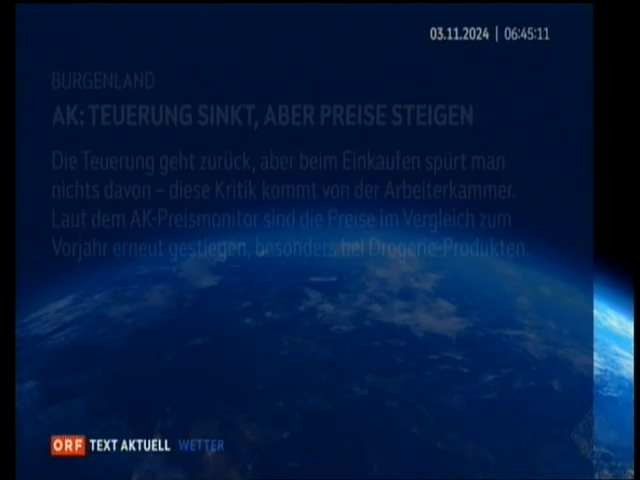 03.11.2024 | 06:45:11
BURGENLAND
AK: TEUERUNG SINKT, ABER PREISE STEIGEN
Die Teuerung geht zurück, aber beim Einkaufen spürt man
nichts davon – diese Kritik kommt von der Arbeiterkammer.
Laut dem AK-Preismonitor sind die Preise im Vergleich zum
Vorjahr erneut gestiegen, besonders bei Drogerie-Produkten.
ORF TEXT AKTUELL WETTER